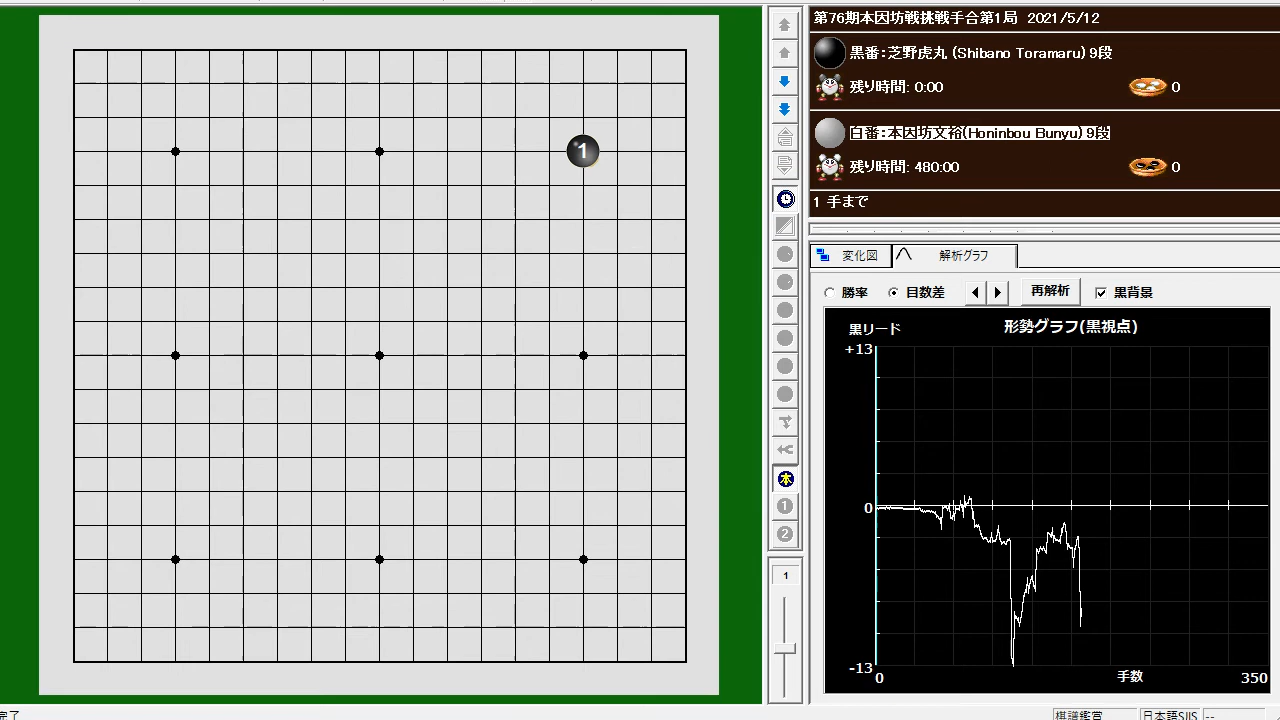 第76期本因坊戦挑戦手合第1局 2021/5/12
黒番：芝野虎丸 (Shibano Toramaru) 9段
残り時間: 0:00
0
白番：本因坊文裕(Honinbou Bunyu) 9段
残り時間: 480:00
0
1 手まで
変化図
解析グラフ
勝率
目数差
再解析
黒背景
黒リード
形勢グラフ(黒視点)
+13
0
-13
0
手数
350
1
1
1
2
完了
棋譜鑑賞
日本語SJIS
--